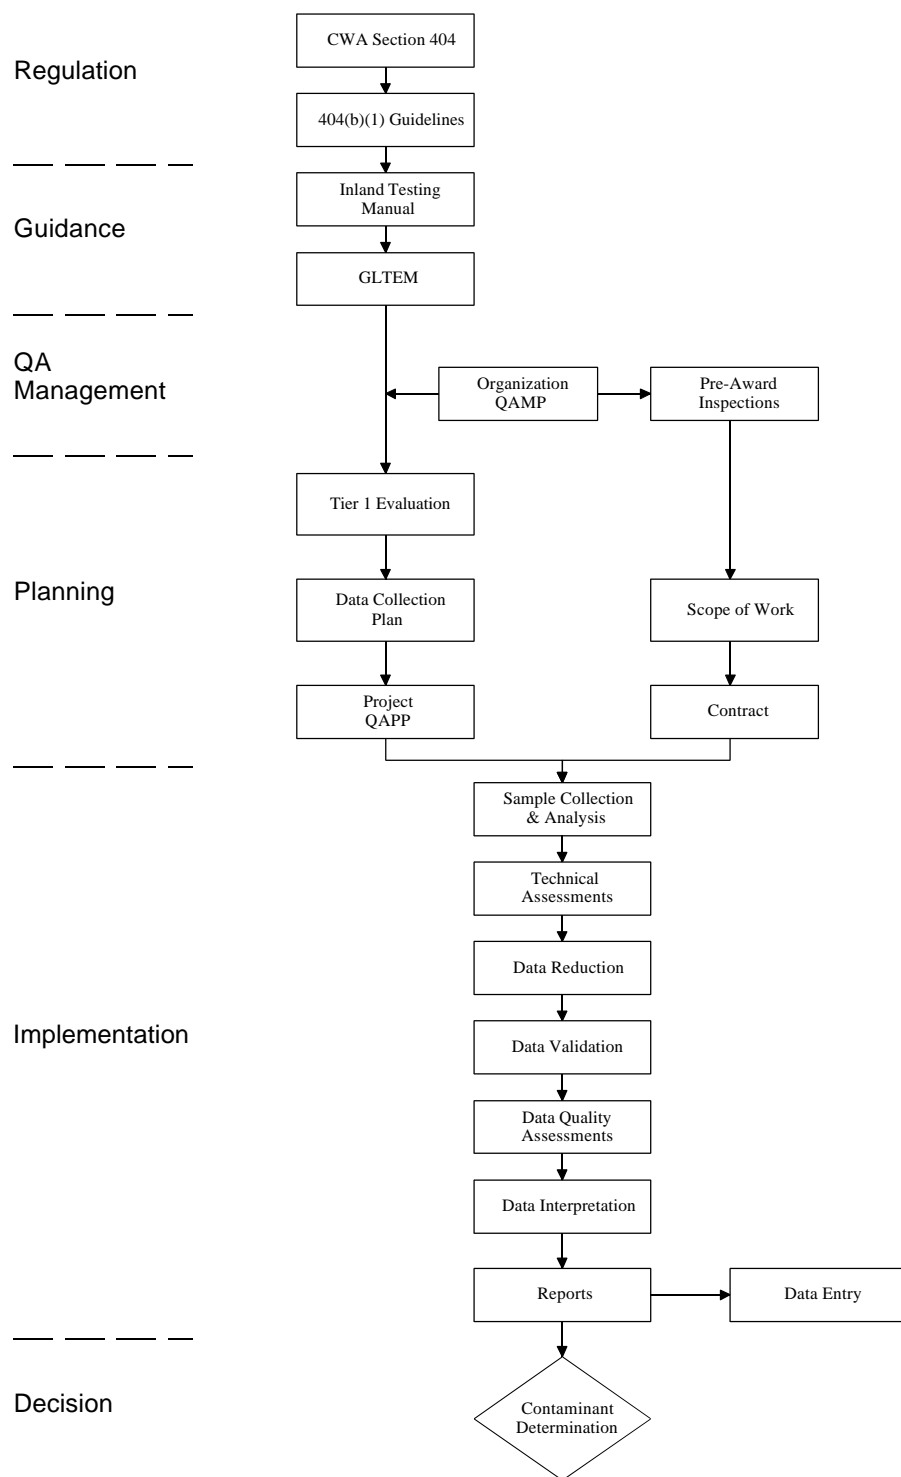 CWA Section 404
Regulation
404(b)(1) Guidelines
Inland Testing
Manual
Guidance
GLTEM
QA
Management
Organization
QAMP
Pre-Award
Inspections
Tier 1 Evaluation
Planning
Data Collection
Plan
Scope of Work
Project
QAPP
Contract
Sample Collection
& Analysis
Technical
Assessments
Data Reduction
Implementation
Data Validation
Data Quality
Assessments
Data Interpretation
Reports
Data Entry
Decision
Contaminant
Determination